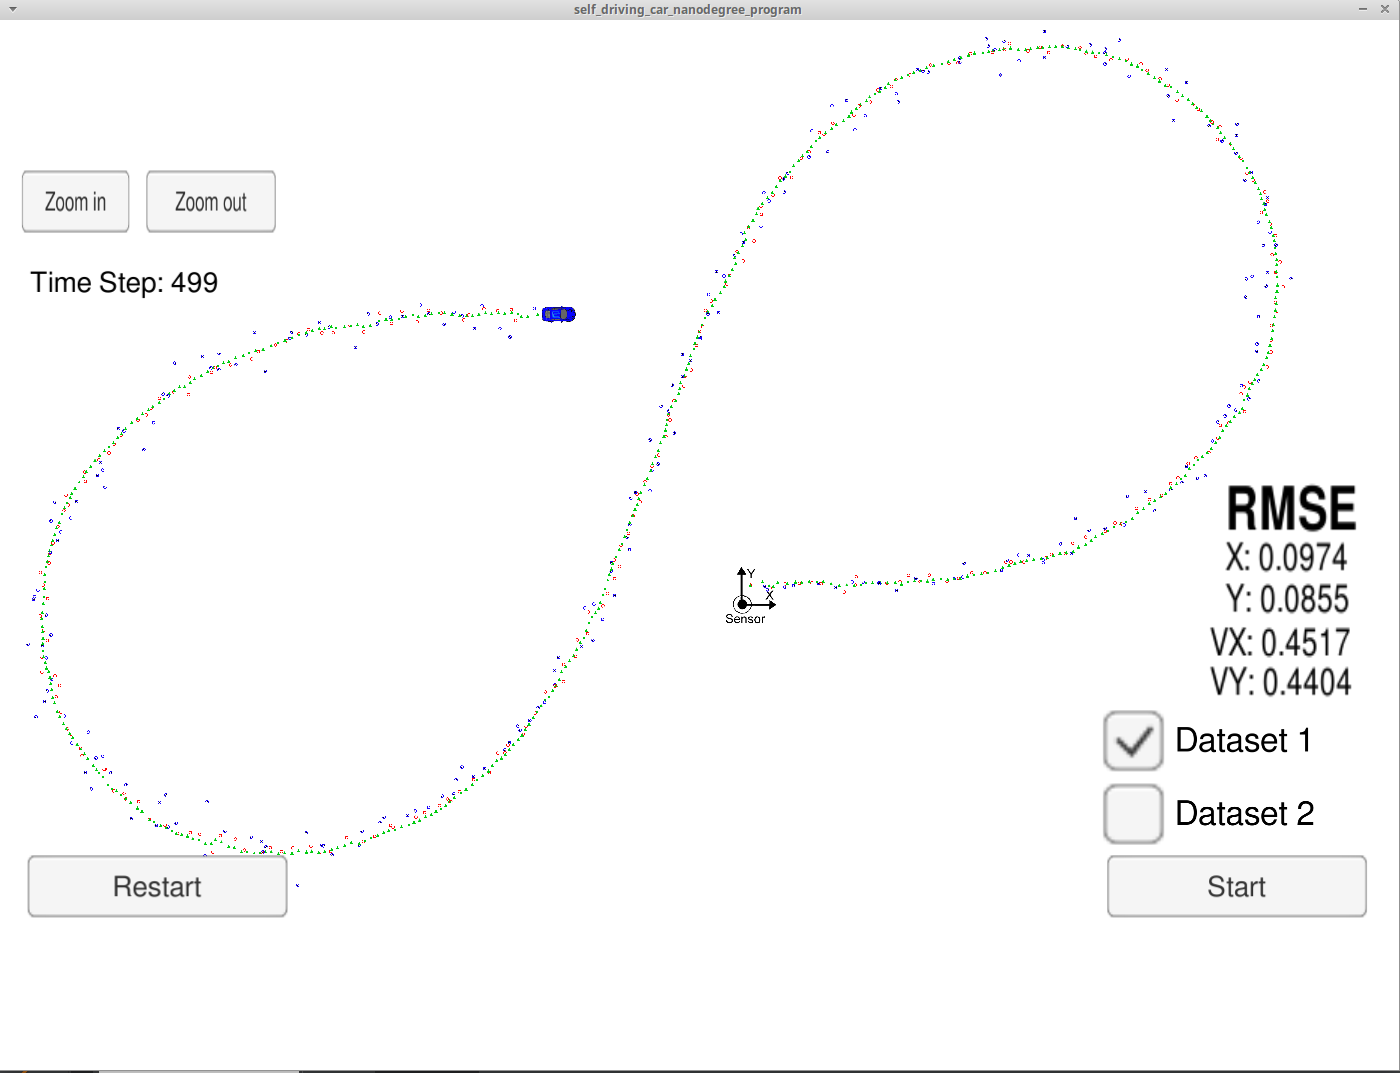 self_driving_car_nanodegree_program
Zoom in
Zoom out
Time Step: 499
Y
X
Sensor
RMSE
X: 0.0974
Y: 0.0855
VX: 0.4517
VY: 0.4404
Dataset 1
Dataset 2
Restart
Start